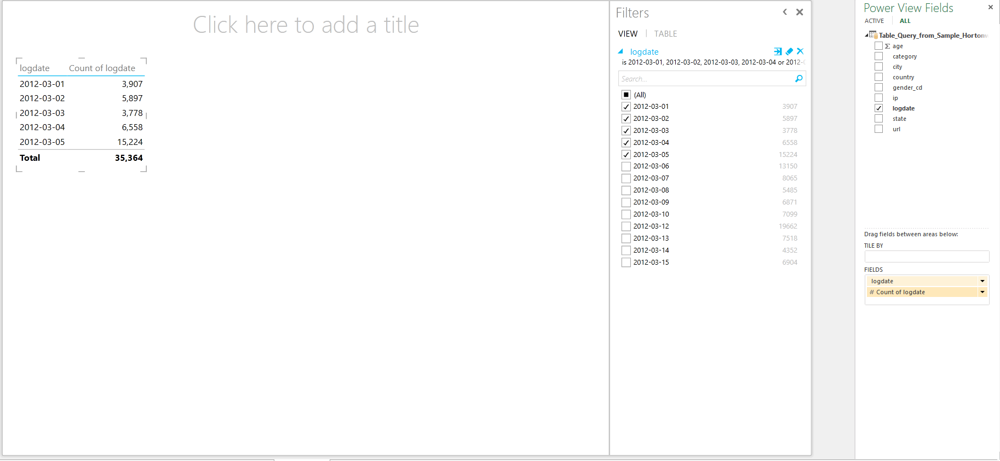 Click here to add a title
logdate Count of logdate
2012-03-01 3,907
2012-03-02 5,897
2012-03-03 3,778
2012-03-04 6,558
2012-03-05 15,224
Total 35,364
Filters
VIEW | TABLE
logdate
is 2012-03-01, 2012-03-02, 2012-03-03, 2012-03-04 or 2012-0
Search...
(All)
2012-03-01 3907
2012-03-02 5897
2012-03-03 3778
2012-03-04 6558
2012-03-05 15224
2012-03-06 13150
2012-03-07 8065
2012-03-08 5485
2012-03-09 6871
2012-03-10 7099
2012-03-12 19662
2012-03-13 7518
2012-03-14 4352
2012-03-15 6904
Power View Fields
ACTIVE | ALL
Table_Query_from_Sample_Hortonw
Σ age
category
city
country
gender_cd
ip
logdate
state
url
Drag fields between areas below:
TILE BY
FIELDS
logdate
# Count of logdate